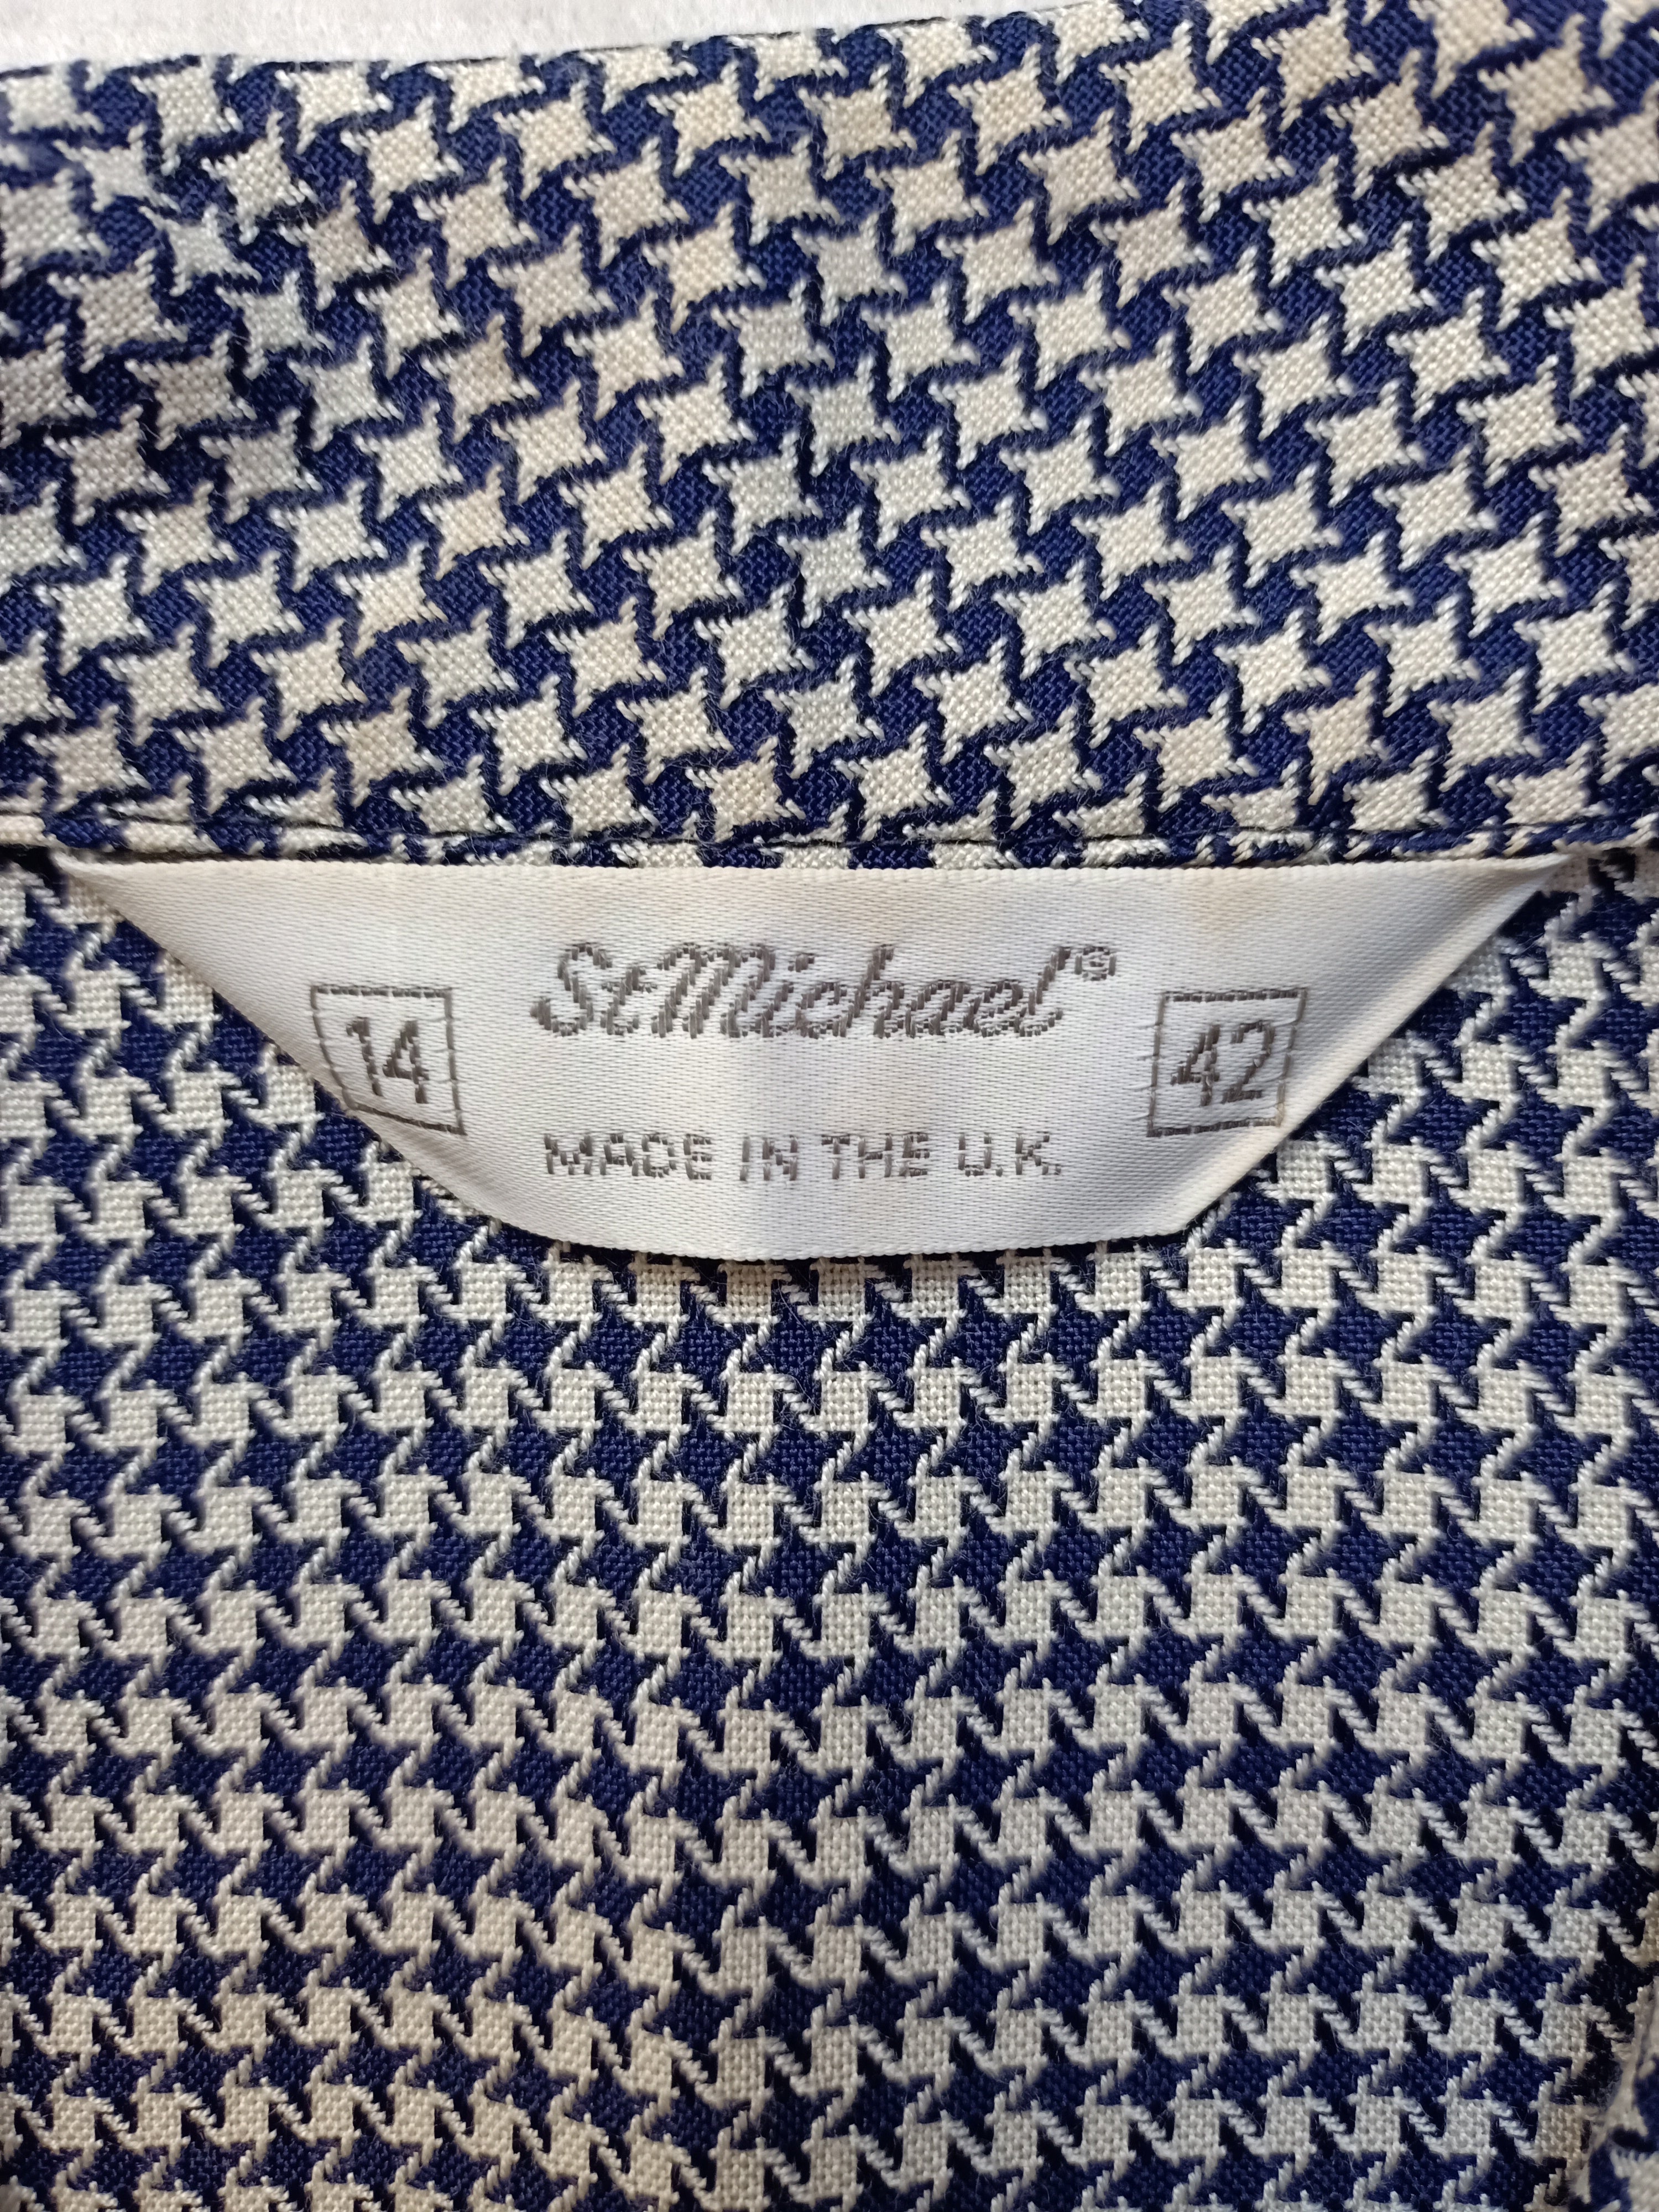 St Michael®
14
42
MADE IN THE U.K.